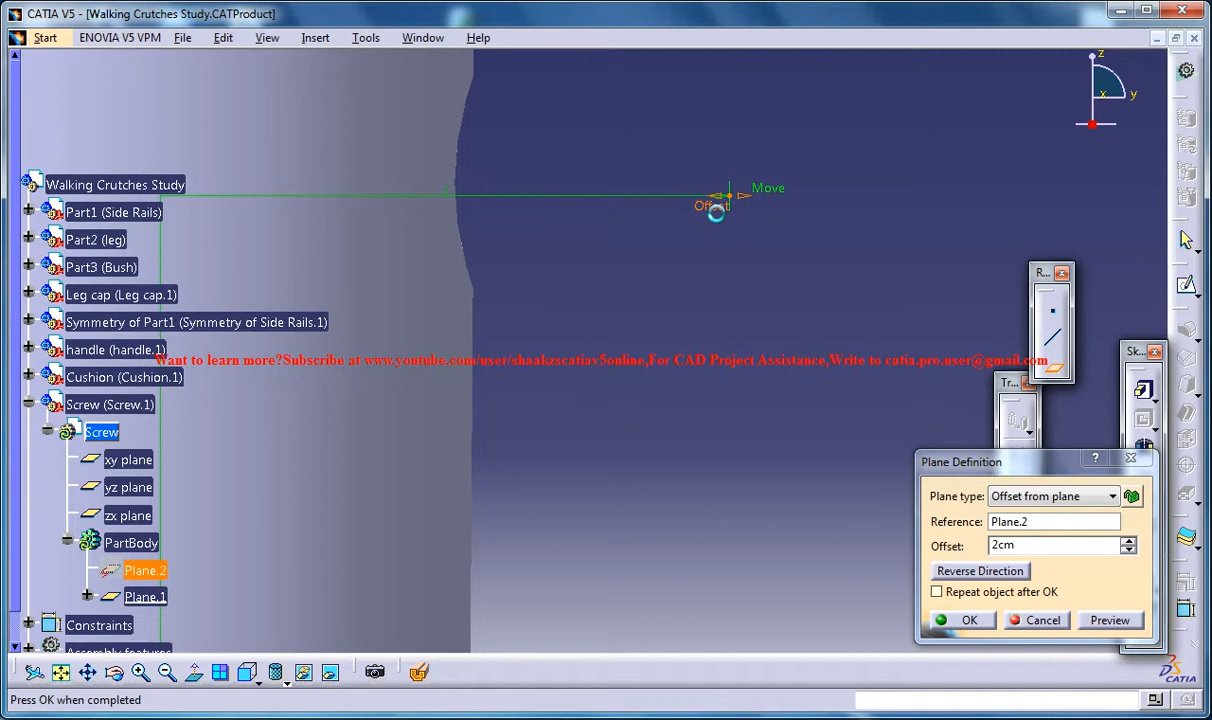 CATIA V5 - [Walking Crutches Study.CATProduct]
Start ENOVIA V5 VPM File Edit View Insert Tools Window Help
z
x y
Move
Offset
Walking Crutches Study
Part1 (Side Rails)
Part2 (leg)
Part3 (Bush)
Leg cap (Leg cap.1)
Symmetry of Part1 (Symmetry of Side Rails.1)
handle (handle.1)
Want to learn more?Subscribe at www.youtube.com/user/shaakzscatiav5online,For CAD Project Assistance,Write to catia.pro.user@gmail.com
Cushion (Cushion.1)
Screw (Screw.1)
Screw
xy plane
yz plane
zx plane
PartBody
Plane.2
Plane.1
Constraints
Assembly features
R...
Sk...
Tr...
Plane Definition
Plane type: Offset from plane
Reference: Plane.2
Offset: 2cm
Reverse Direction
Repeat object after OK
OK Cancel Preview
Press OK when completed
CATIA